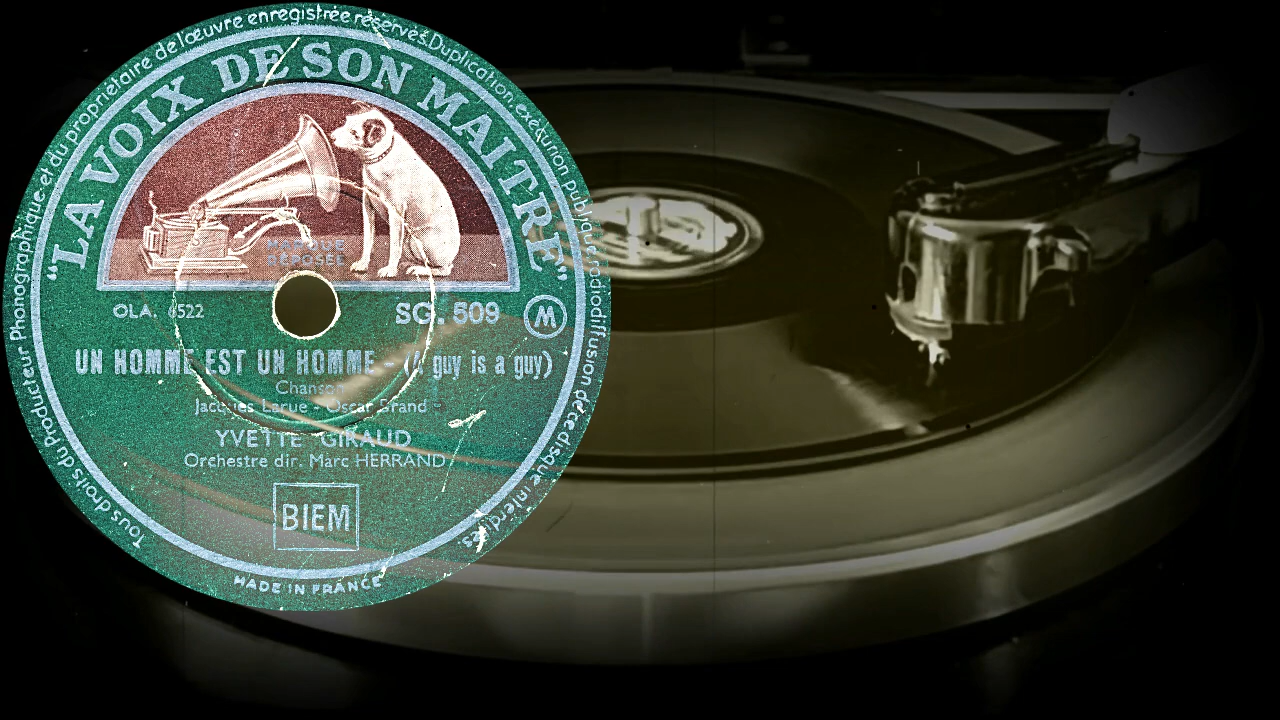 Tous droits du Producteur Phonographique et du propriétaire de l'œuvre enregistrée réservés. Duplication, exécution publique, radiodiffusion de ce disque interdites.
"LA VOIX DE SON MAITRE"
MARQUE
DÉPOSÉE
OLA. 6522
SG. 509
UN HOMME EST UN HOMME - (A guy is a guy)
Chanson
Jacques Larue - Oscar Brand -
YVETTE GIRAUD
Orchestre dir. Marc HERRAND
BIEM
MADE IN FRANCE